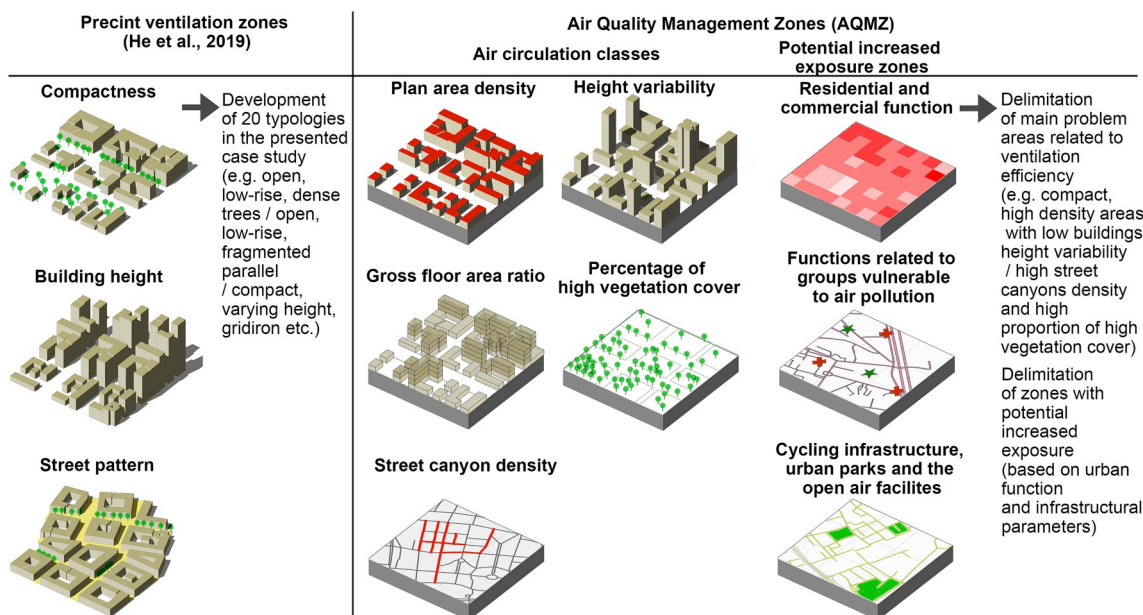 Precint ventilation zones
(He et al., 2019)
Compactness
Development
of 20 typologies
in the presented
case study
(e.g. open,
low-rise, dense
trees / open,
low-rise,
fragmented
parallel
/ compact,
varying height,
gridiron etc.)
Building height
Street pattern
Air Quality Management Zones (AQMZ)
Air circulation classes
Plan area density
Height variability
Gross floor area ratio
Percentage of
high vegetation cover
Street canyon density
Potential increased
exposure zones
Residential and
commercial function
Functions related to
groups vulnerable
to air pollution
Cycling infrastructure,
urban parks and the
open air facilites
Delimitation
of main problem
areas related to
ventilation
efficiency
(e.g. compact,
high density areas
with low buildings
height variability
/ high street
canyons density
and high
proportion of high
vegetation cover)
Delimitation
of zones with
potential
increased
exposure
(based on urban
function
and infrastructural
parameters)